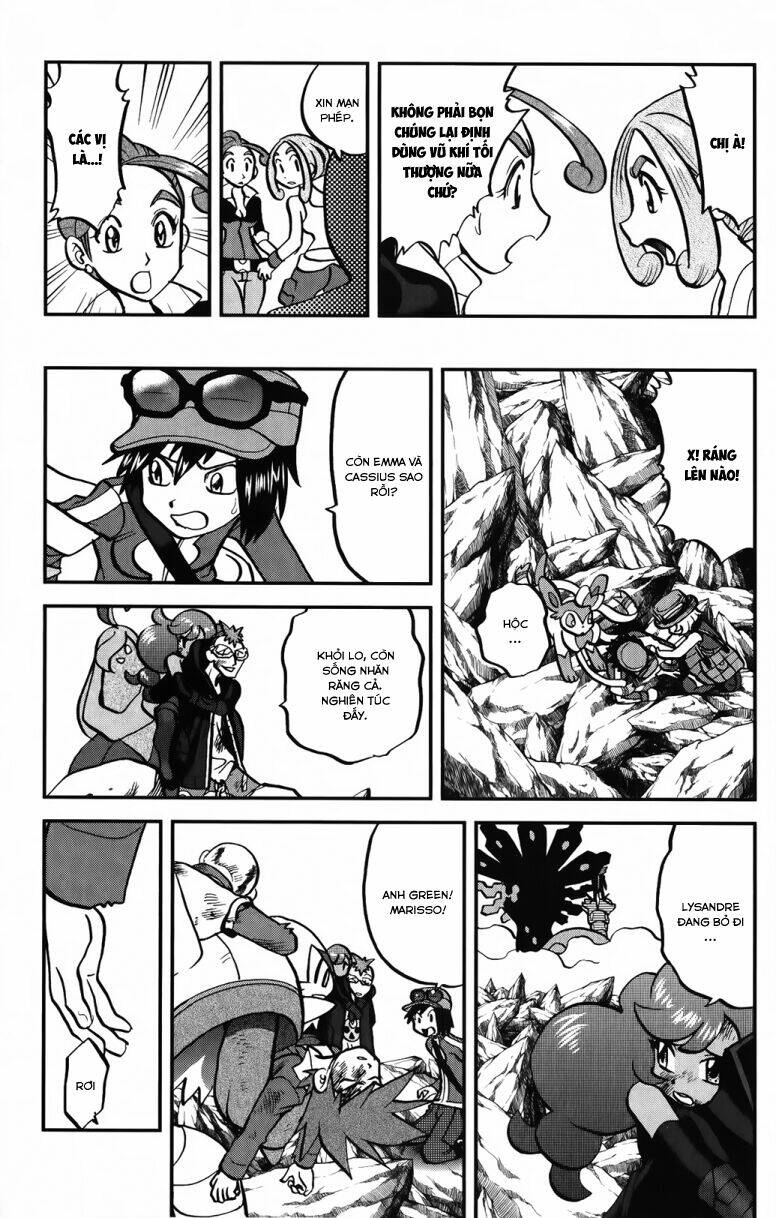 CHỊ À!
KHÔNG PHẢI BỌN
CHÚNG LẠI ĐỊNH
DÙNG VŨ KHÍ TỐI
THƯỢNG NỮA
CHỨ?
XIN MẠN
PHÉP.
CÁC VỊ
LÀ...!
X! RÁNG
LÊN NÀO!
HỘC
...
CÒN EMMA VÀ
CASSIUS SAO
RỒI?
KHỎI LO, CÒN
SỐNG NHĂN
RĂNG CẢ.
NGHIÊM TÚC
ĐẤY.
LYSANDRE
ĐANG BỎ ĐI
...
ANH GREEN!
MARISSO!
RƠI